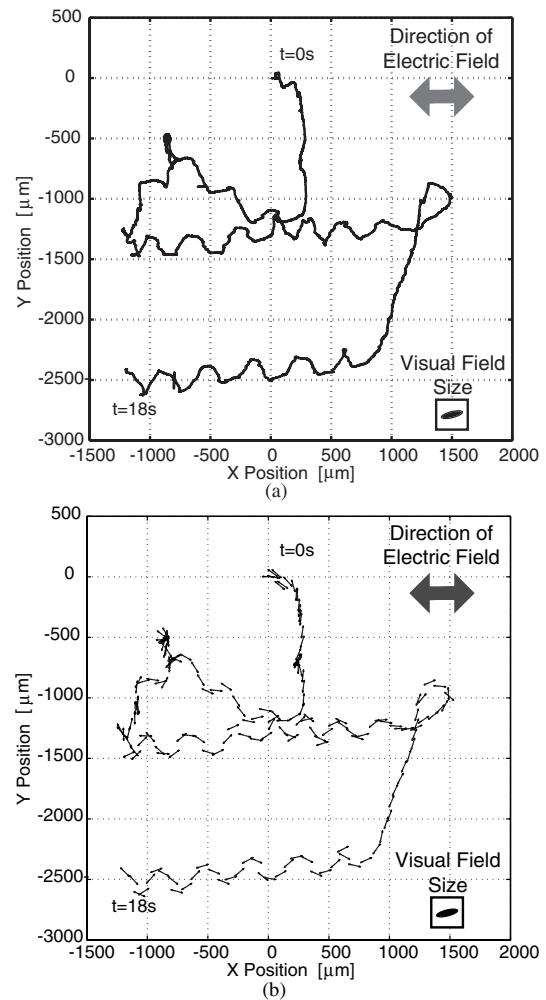 500
t=0s
Direction of
Electric Field
0
-500
-1000
-1500
-2000
-2500
-3000
Y Position [µm]
Visual Field
Size
t=18s
-1500 -1000 -500 0 500 1000 1500 2000
X Position [µm]
(a)
500
t=0s
Direction of
Electric Field
0
-500
-1000
-1500
-2000
-2500
-3000
Y Position [µm]
Visual Field
Size
t=18s
-1500 -1000 -500 0 500 1000 1500 2000
X Position [µm]
(b)